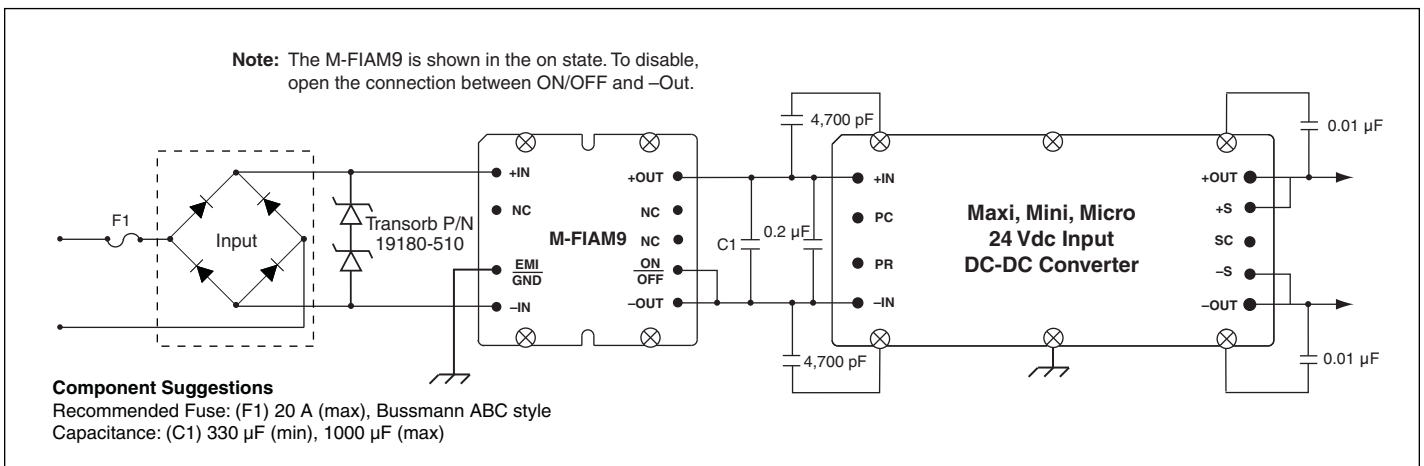 Note: The M-FIAM9 is shown in the on state. To disable,
open the connection between ON/OFF and –Out.
F1
Input
Transorb P/N
19180-510
+IN
NC
EMI
GND
–IN
M-FIAM9
+OUT
NC
NC
ON
OFF
–OUT
C1
0.2 µF
4,700 pF
4,700 pF
+IN
PC
PR
–IN
Maxi, Mini, Micro
24 Vdc Input
DC-DC Converter
+OUT
+S
SC
–S
–OUT
0.01 µF
0.01 µF
Component Suggestions
Recommended Fuse: (F1) 20 A (max), Bussmann ABC style
Capacitance: (C1) 330 µF (min), 1000 µF (max)